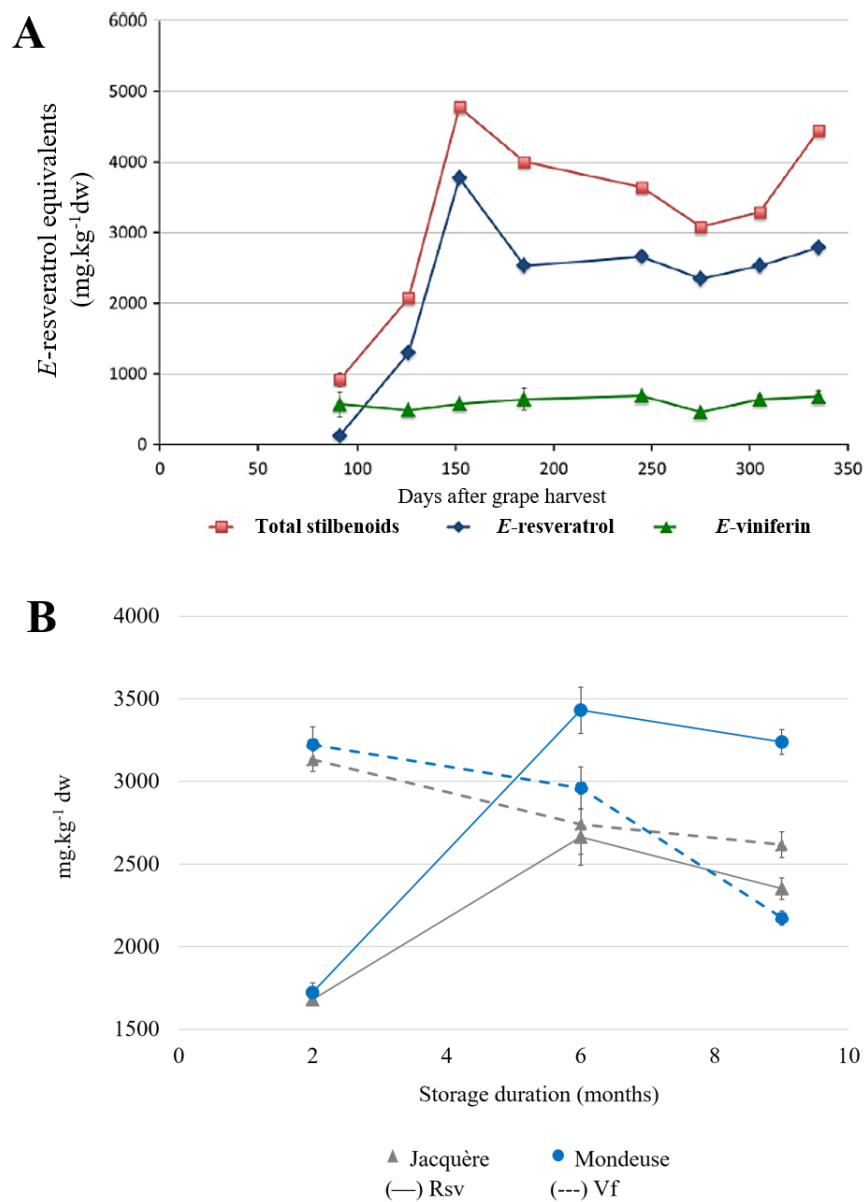 A
6000
5000
4000
3000
2000
1000
0
E-resveratrol equivalents
(mg.kg-1dw)
0 50 100 150 200 250 300 350
Days after grape harvest
Total stilbenoids E-resveratrol E-viniferin
B
4000
3500
3000
2500
2000
1500
mg.kg-1 dw
0 2 4 6 8 10
Storage duration (months)
Jacquère Mondeuse
(—) Rsv (---) Vf